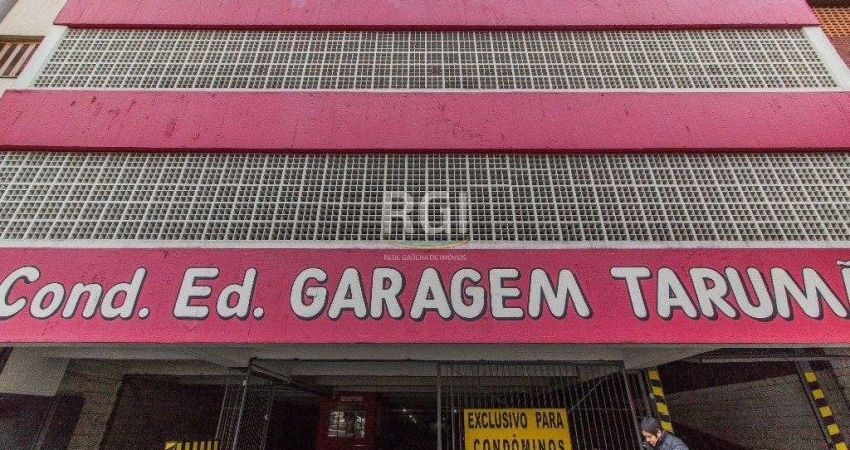 RGI
REDE GAÚCHA DE IMÓVEIS
Cond. Ed. GARAGEM TARUMÃ
EXCLUSIVO PARA
CONDÔMINOS